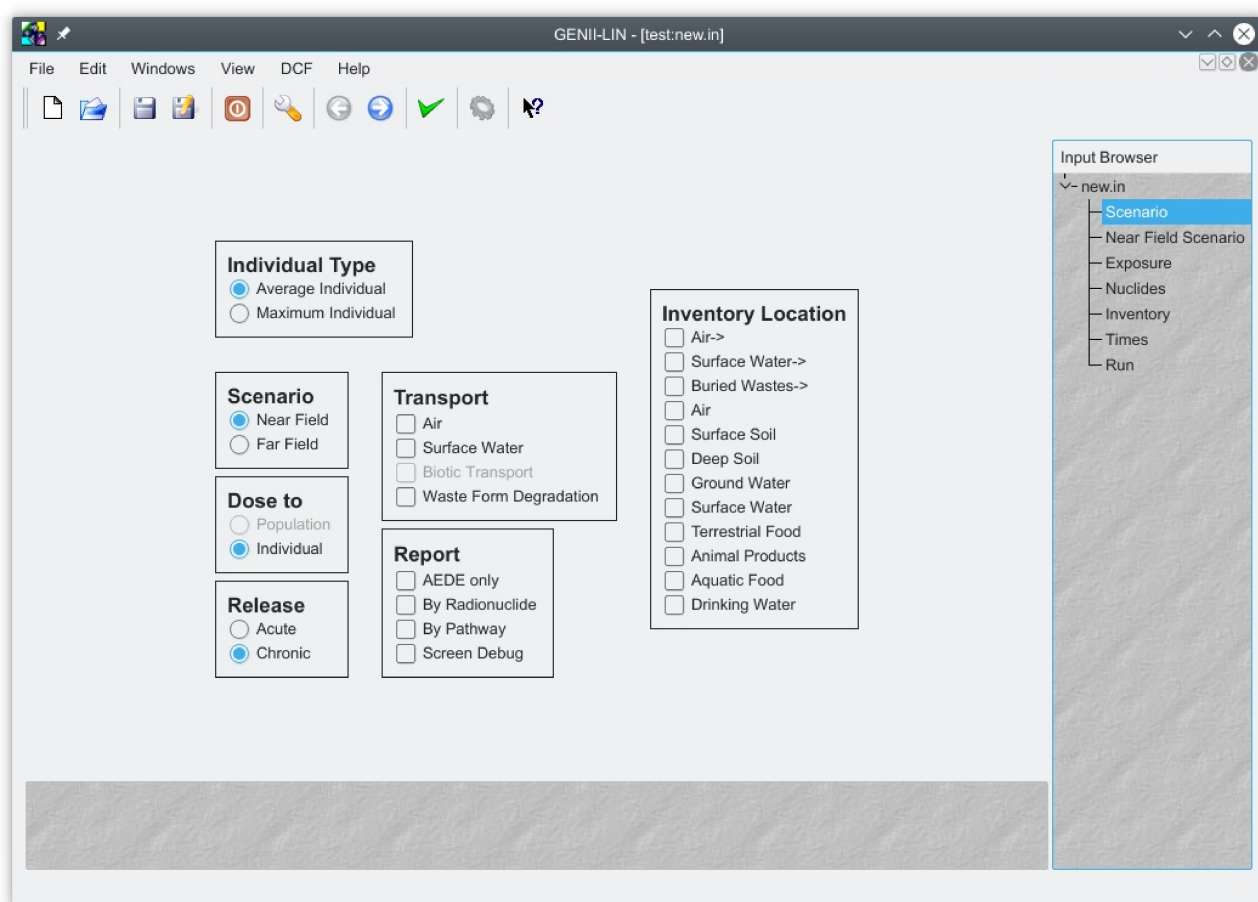 GENII-LIN - [test:new.in]
File Edit Windows View DCF Help
Input Browser
new.in
Scenario
Near Field Scenario
Exposure
Nuclides
Inventory
Times
Run
Individual Type
Average Individual
Maximum Individual
Scenario
Near Field
Far Field
Dose to
Population
Individual
Release
Acute
Chronic
Transport
Air
Surface Water
Biotic Transport
Waste Form Degradation
Report
AEDE only
By Radionuclide
By Pathway
Screen Debug
Inventory Location
Air->
Surface Water->
Buried Wastes->
Air
Surface Soil
Deep Soil
Ground Water
Surface Water
Terrestrial Food
Animal Products
Aquatic Food
Drinking Water